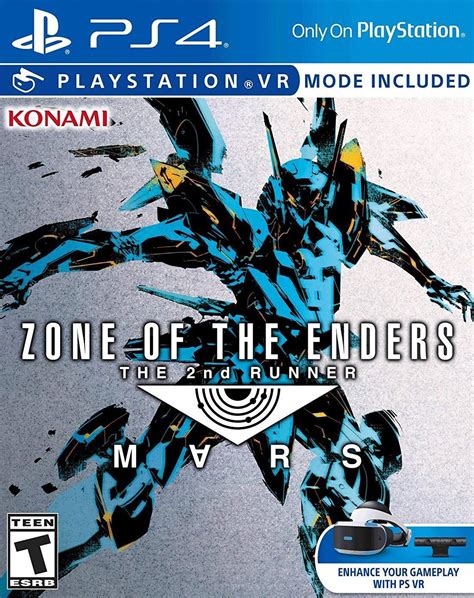 PS4
Only On PlayStation®
PLAYSTATION®VR MODE INCLUDED
KONAMI
ZONE OF THE ENDERS
THE 2nd RUNNER
M∀RS
TEEN
T
ESRB
ENHANCE YOUR GAMEPLAY
WITH PS VR